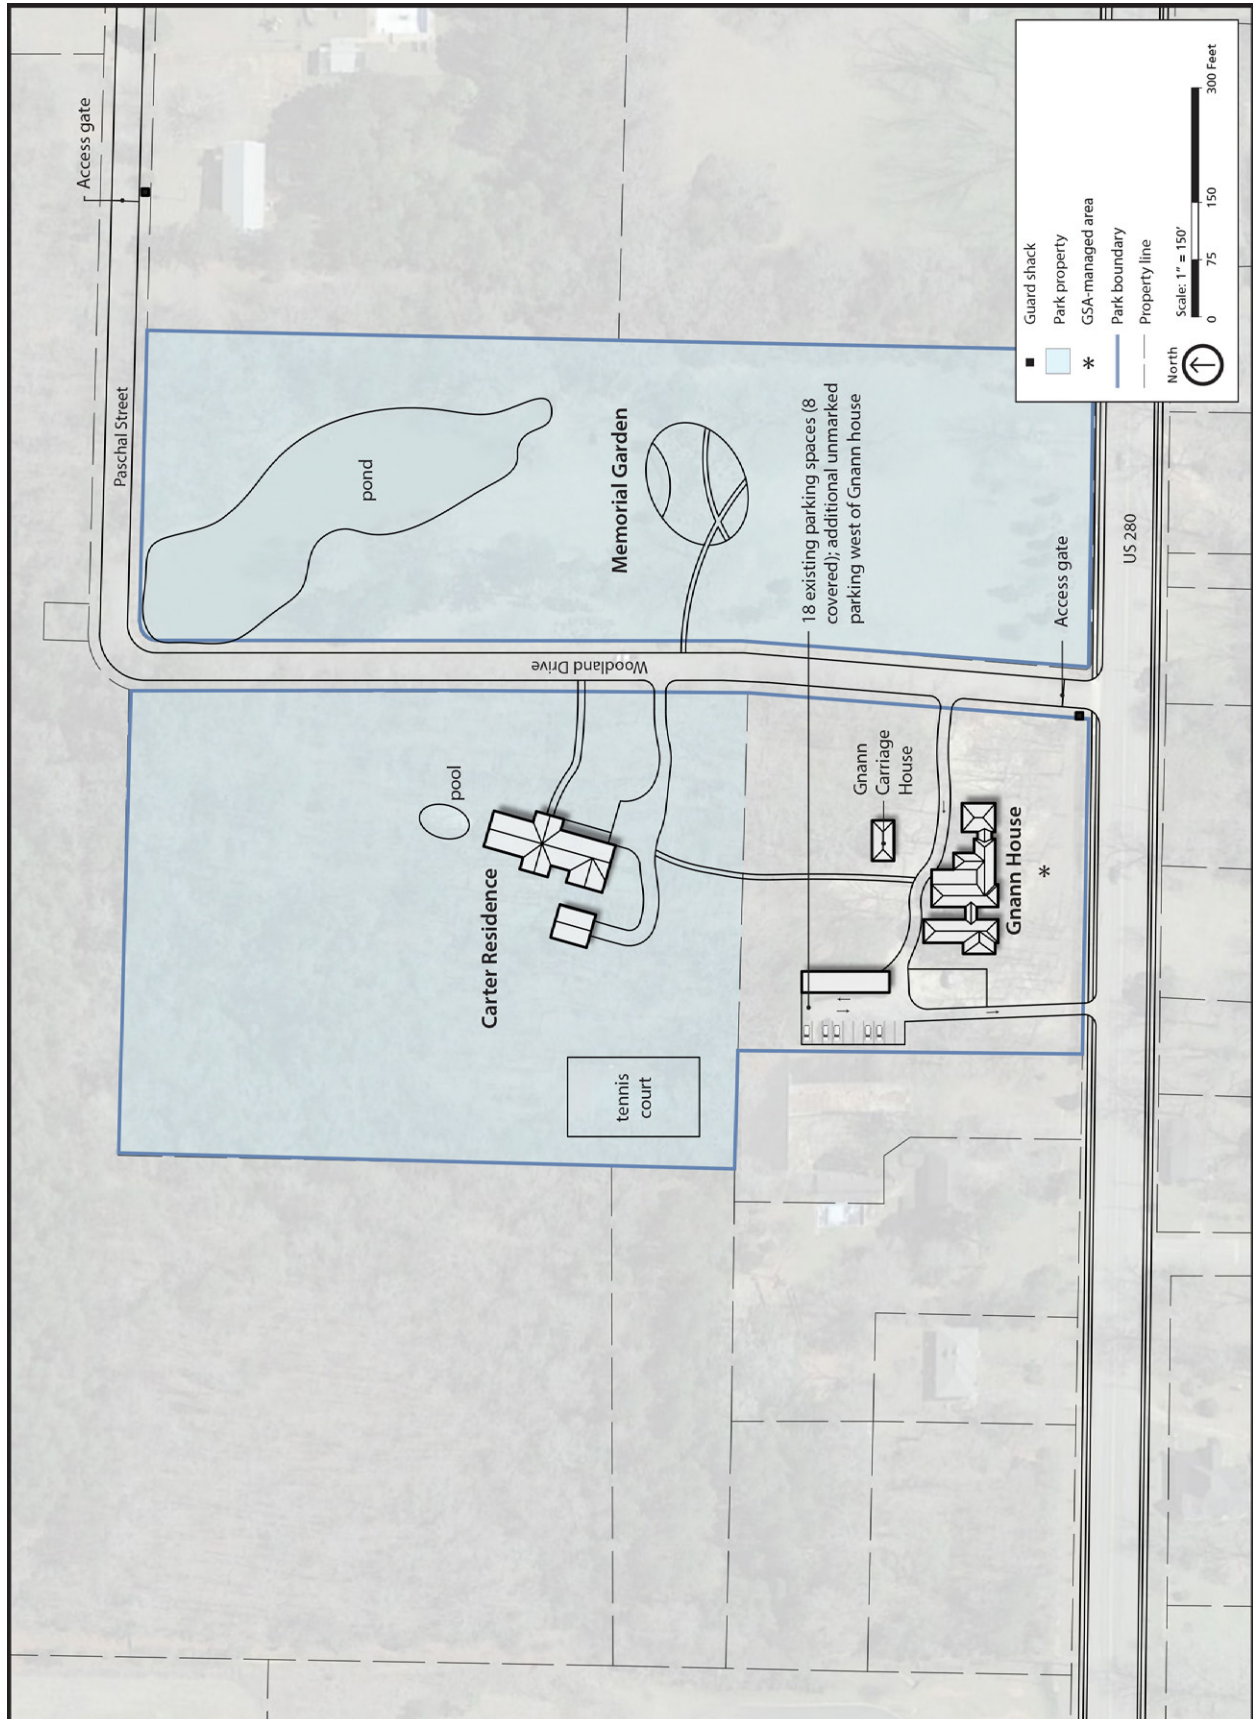 Access gate
Paschal Street
pond
Memorial Garden
18 existing parking spaces (8
covered); additional unmarked
parking west of Gnann house
Woodland Drive
Access gate
US 280
pool
Carter Residence
Gnann
Carriage
House
Gnann House
*
tennis
court
Guard shack
Park property
* GSA-managed area
Park boundary
Property line
North
Scale: 1" = 150'
0 75 150 300 Feet